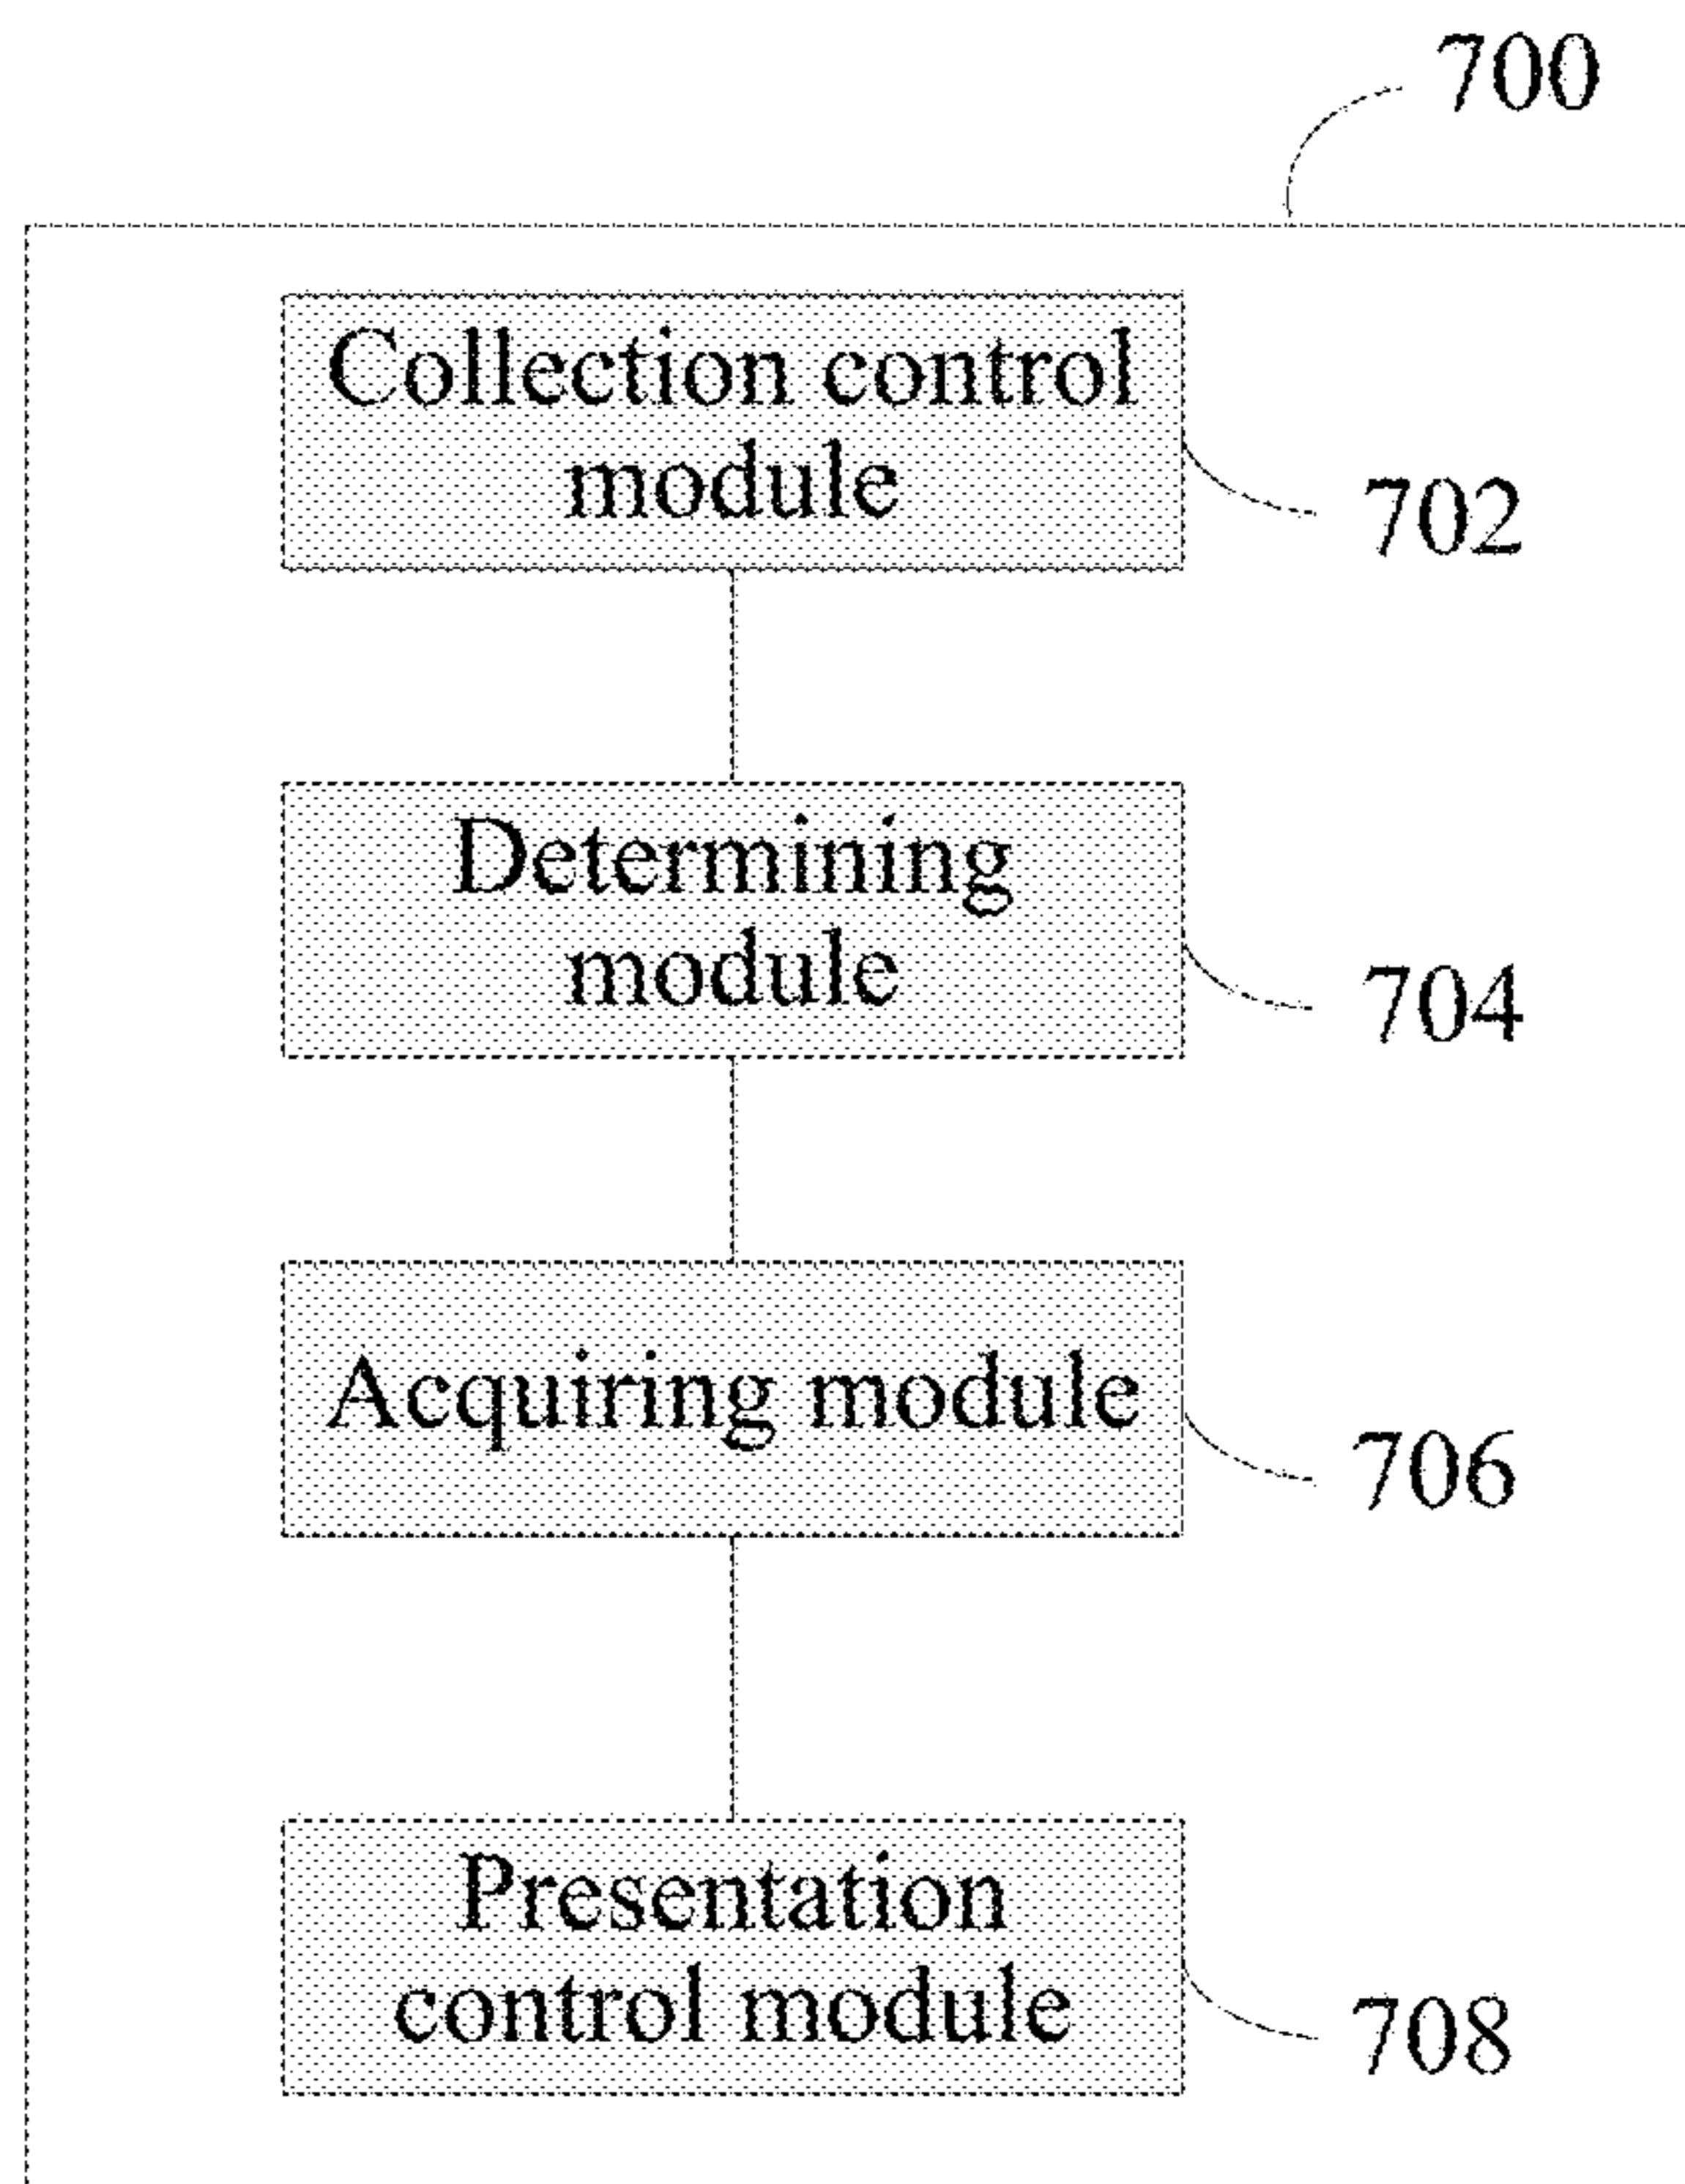 700
Collection control
module
702
Determining
module
704
Acquiring module
706
Presentation
control module
708